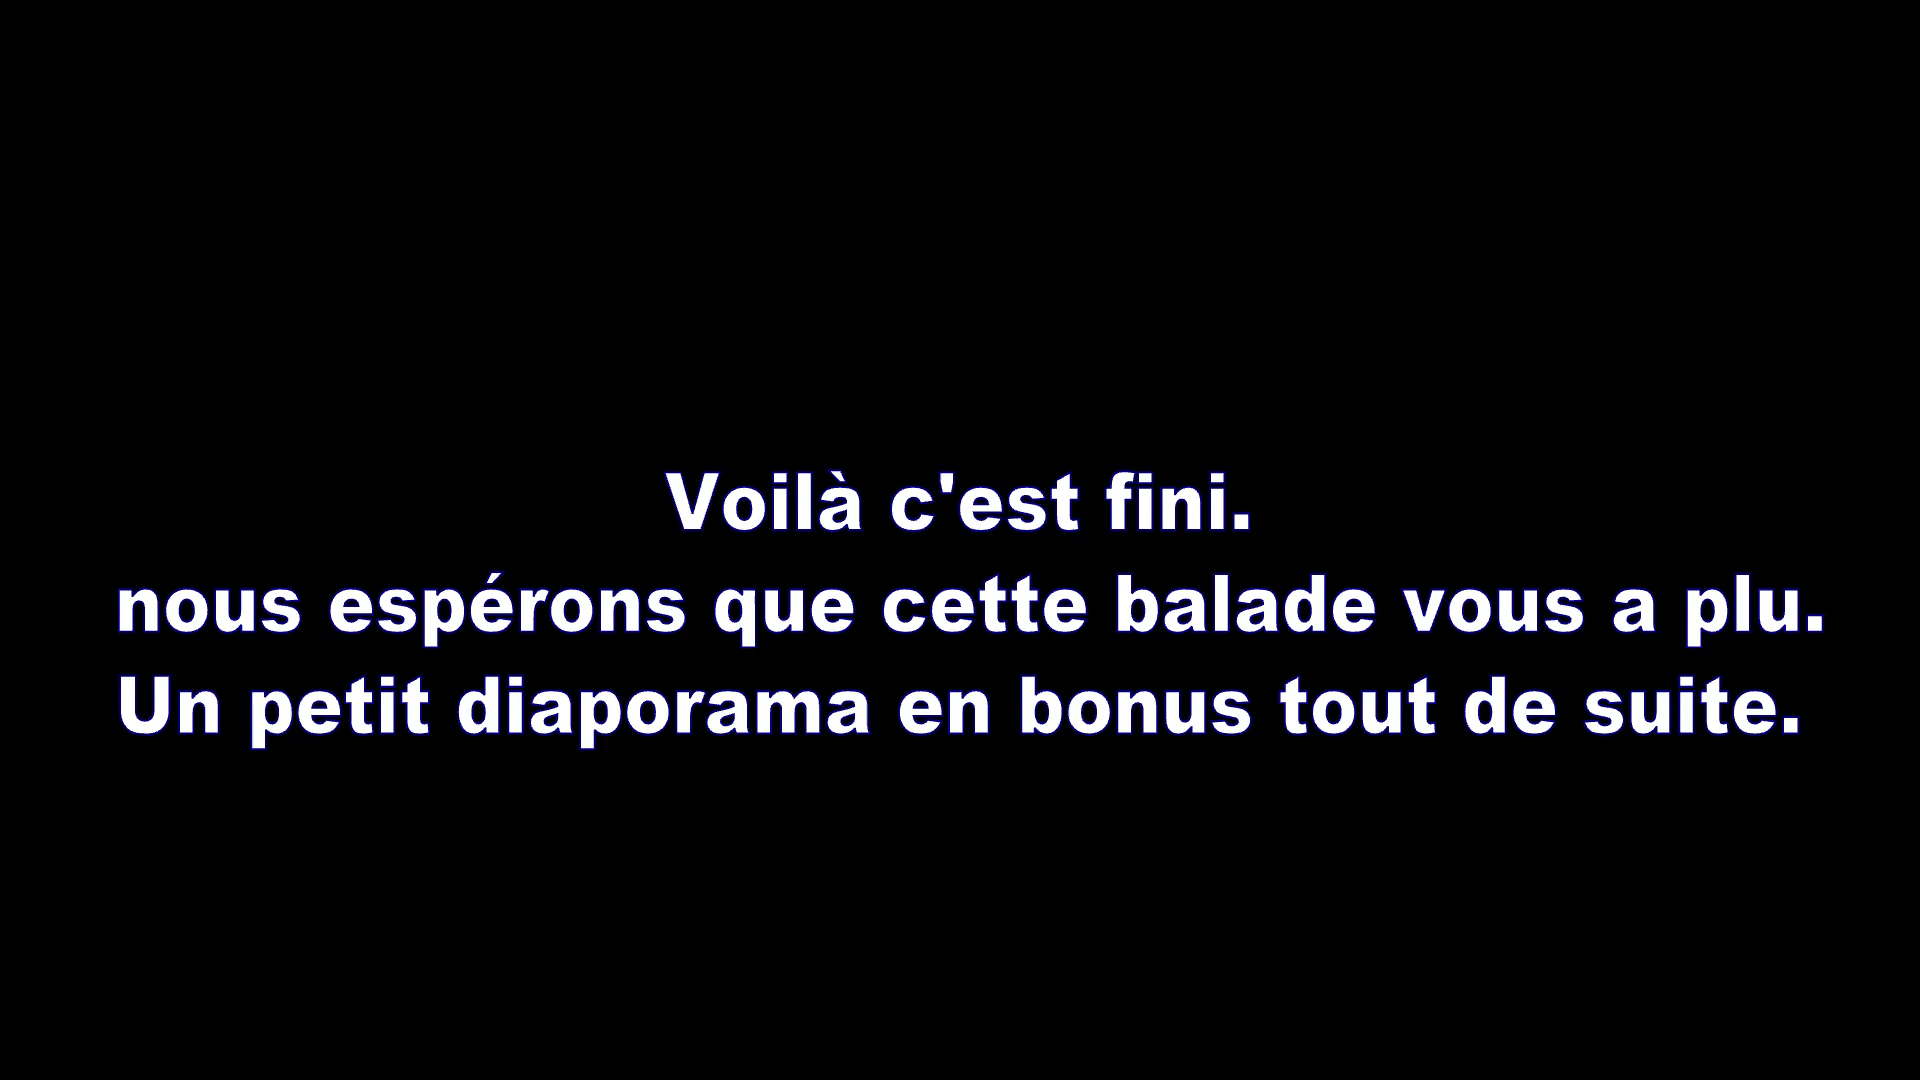 Voilà c'est fini.
nous espérons que cette balade vous a plu.
Un petit diaporama en bonus tout de suite.